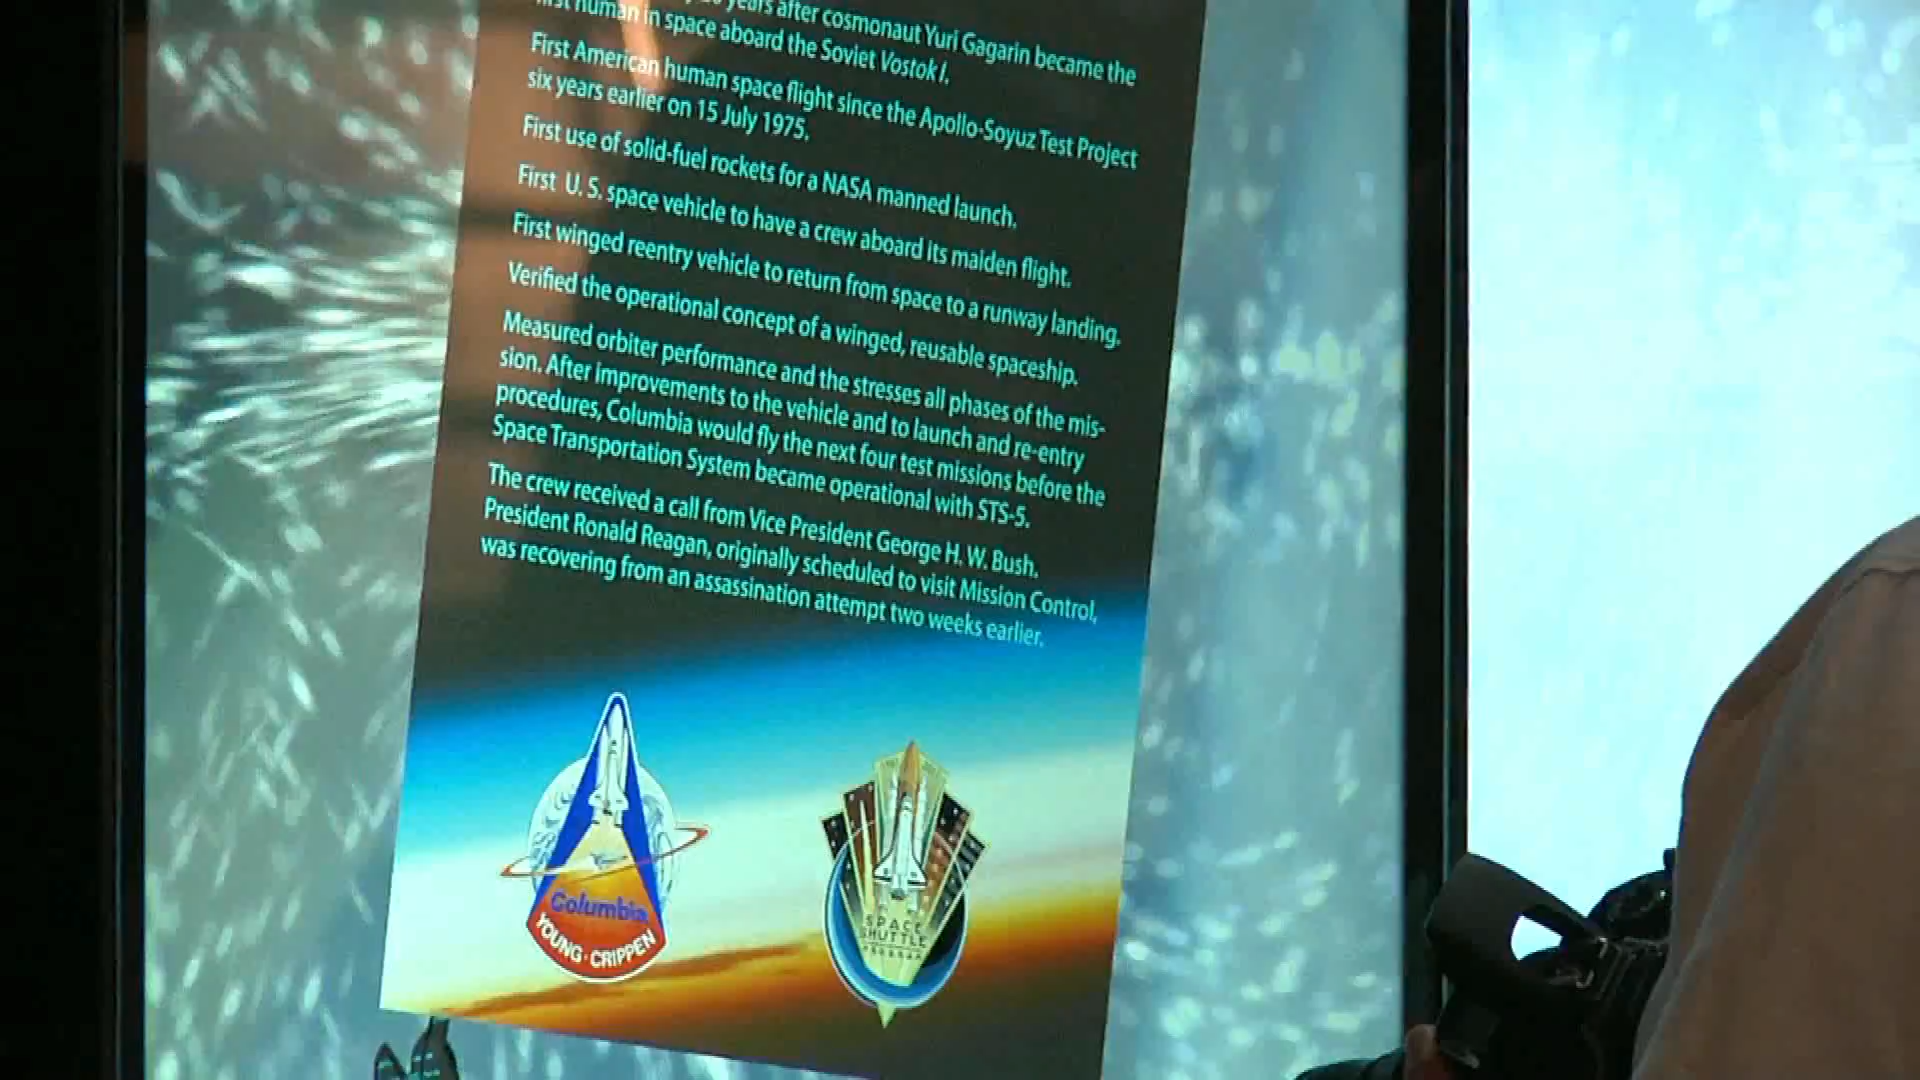 years after cosmonaut Yuri Gagarin became the
first human in space aboard the Soviet Vostok I.
First American human space flight since the Apollo-Soyuz Test Project
six years earlier on 15 July 1975.
First use of solid-fuel rockets for a NASA manned launch.
First U. S. space vehicle to have a crew aboard its maiden flight.
First winged reentry vehicle to return from space to a runway landing.
Verified the operational concept of a winged, reusable spaceship.
Measured orbiter performance and the stresses all phases of the mis-
sion. After improvements to the vehicle and to launch and re-entry
procedures, Columbia would fly the next four test missions before the
Space Transportation System became operational with STS-5.
The crew received a call from Vice President George H. W. Bush.
President Ronald Reagan, originally scheduled to visit Mission Control,
was recovering from an assassination attempt two weeks earlier.
Columbia
YOUNG · CRIPPEN
SPACE
SHUTTLE
PROGRAM